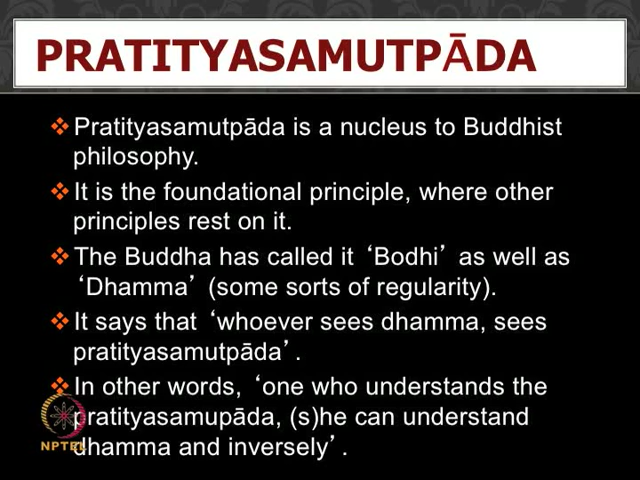 PRATITYASAMUTPĀDA
❖Pratityasamutpāda is a nucleus to Buddhist
philosophy.
❖It is the foundational principle, where other
principles rest on it.
❖The Buddha has called it ‘Bodhi’ as well as
‘Dhamma’ (some sorts of regularity).
❖It says that ‘whoever sees dhamma, sees
pratityasamutpāda’.
❖In other words, ‘one who understands the
pratityasamupāda, (s)he can understand
dhamma and inversely’.
NPTEL